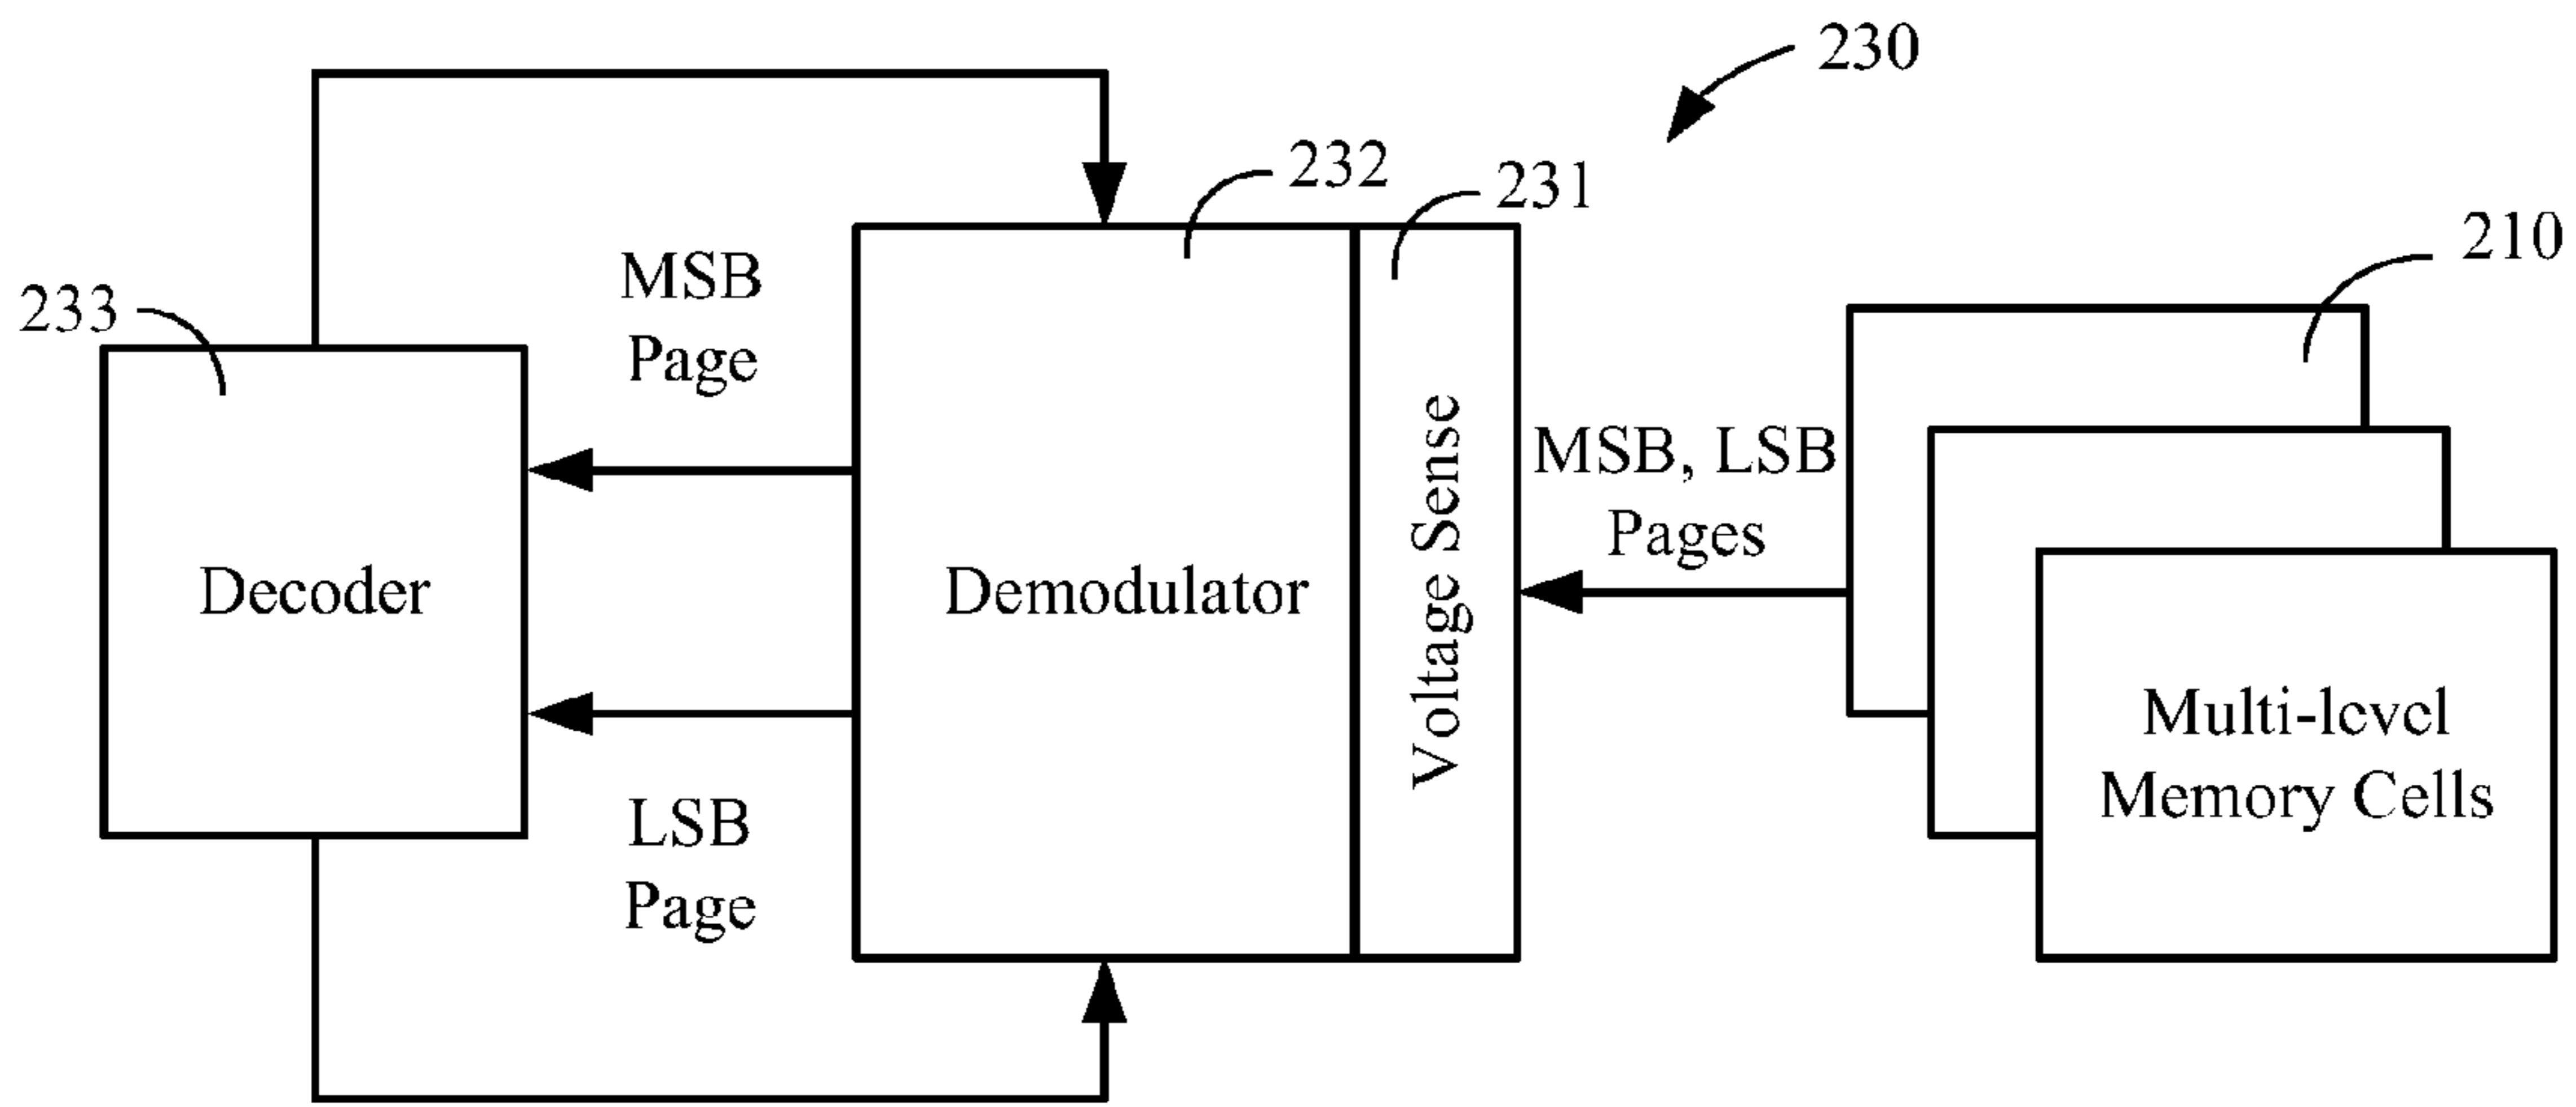 230
232
231
210
MSB
Page
233
Voltage Sense
MSB, LSB
Pages
Decoder
Demodulator
Multi-level
Memory Cells
LSB
Page